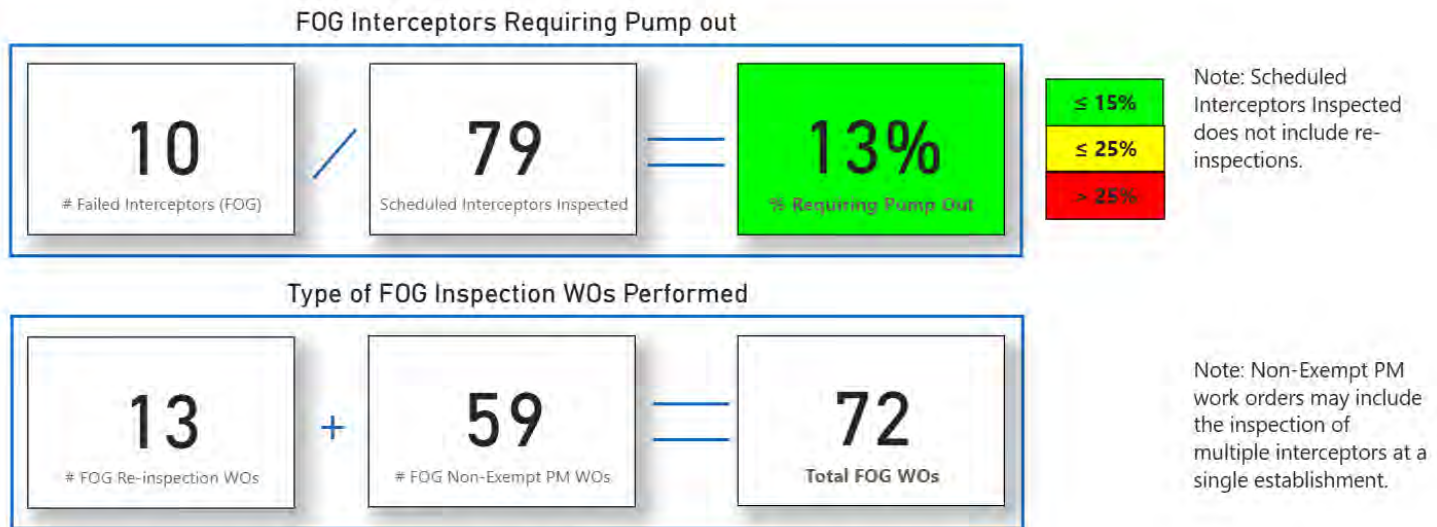 FOG Interceptors Requiring Pump out
10
# Failed Interceptors (FOG)
/
79
Scheduled Interceptors Inspected
=
13%
% Requiring Pump Out
≤ 15%
≤ 25%
> 25%
Note: Scheduled
Interceptors Inspected
does not include re-
inspections.
Type of FOG Inspection WOs Performed
13
# FOG Re-inspection WOs
+
59
# FOG Non-Exempt PM WOs
=
72
Total FOG WOs
Note: Non-Exempt PM
work orders may include
the inspection of
multiple interceptors at a
single establishment.